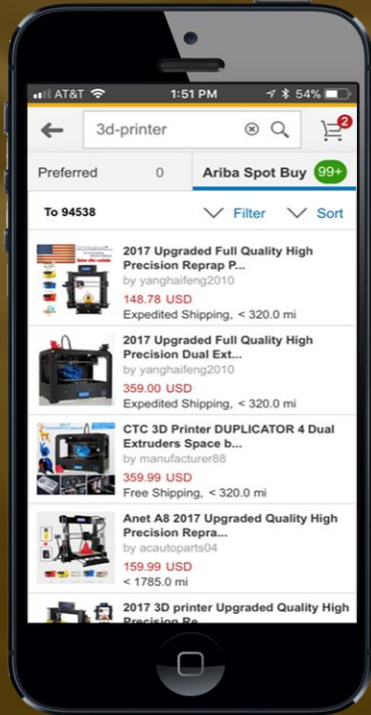 AT&T 1:51 PM 54%
3d-printer 2
Preferred 0 Ariba Spot Buy 99+
To 94538 Filter Sort
2017 Upgraded Full Quality High
Precision Reprap P...
by yanghaifeng2010
148.78 USD
Expedited Shipping, < 320.0 mi
2017 Upgraded Full Quality High
Precision Dual Ext...
by yanghaifeng2010
359.00 USD
Expedited Shipping, < 320.0 mi
CTC 3D Printer DUPLICATOR 4 Dual
Extruders Space b...
by manufacturer88
359.99 USD
Free Shipping, < 320.0 mi
Anet A8 2017 Upgraded Quality High
Precision Repra...
by acautoparts04
159.99 USD
< 1785.0 mi
2017 3D printer Upgraded Quality High
Precision Re